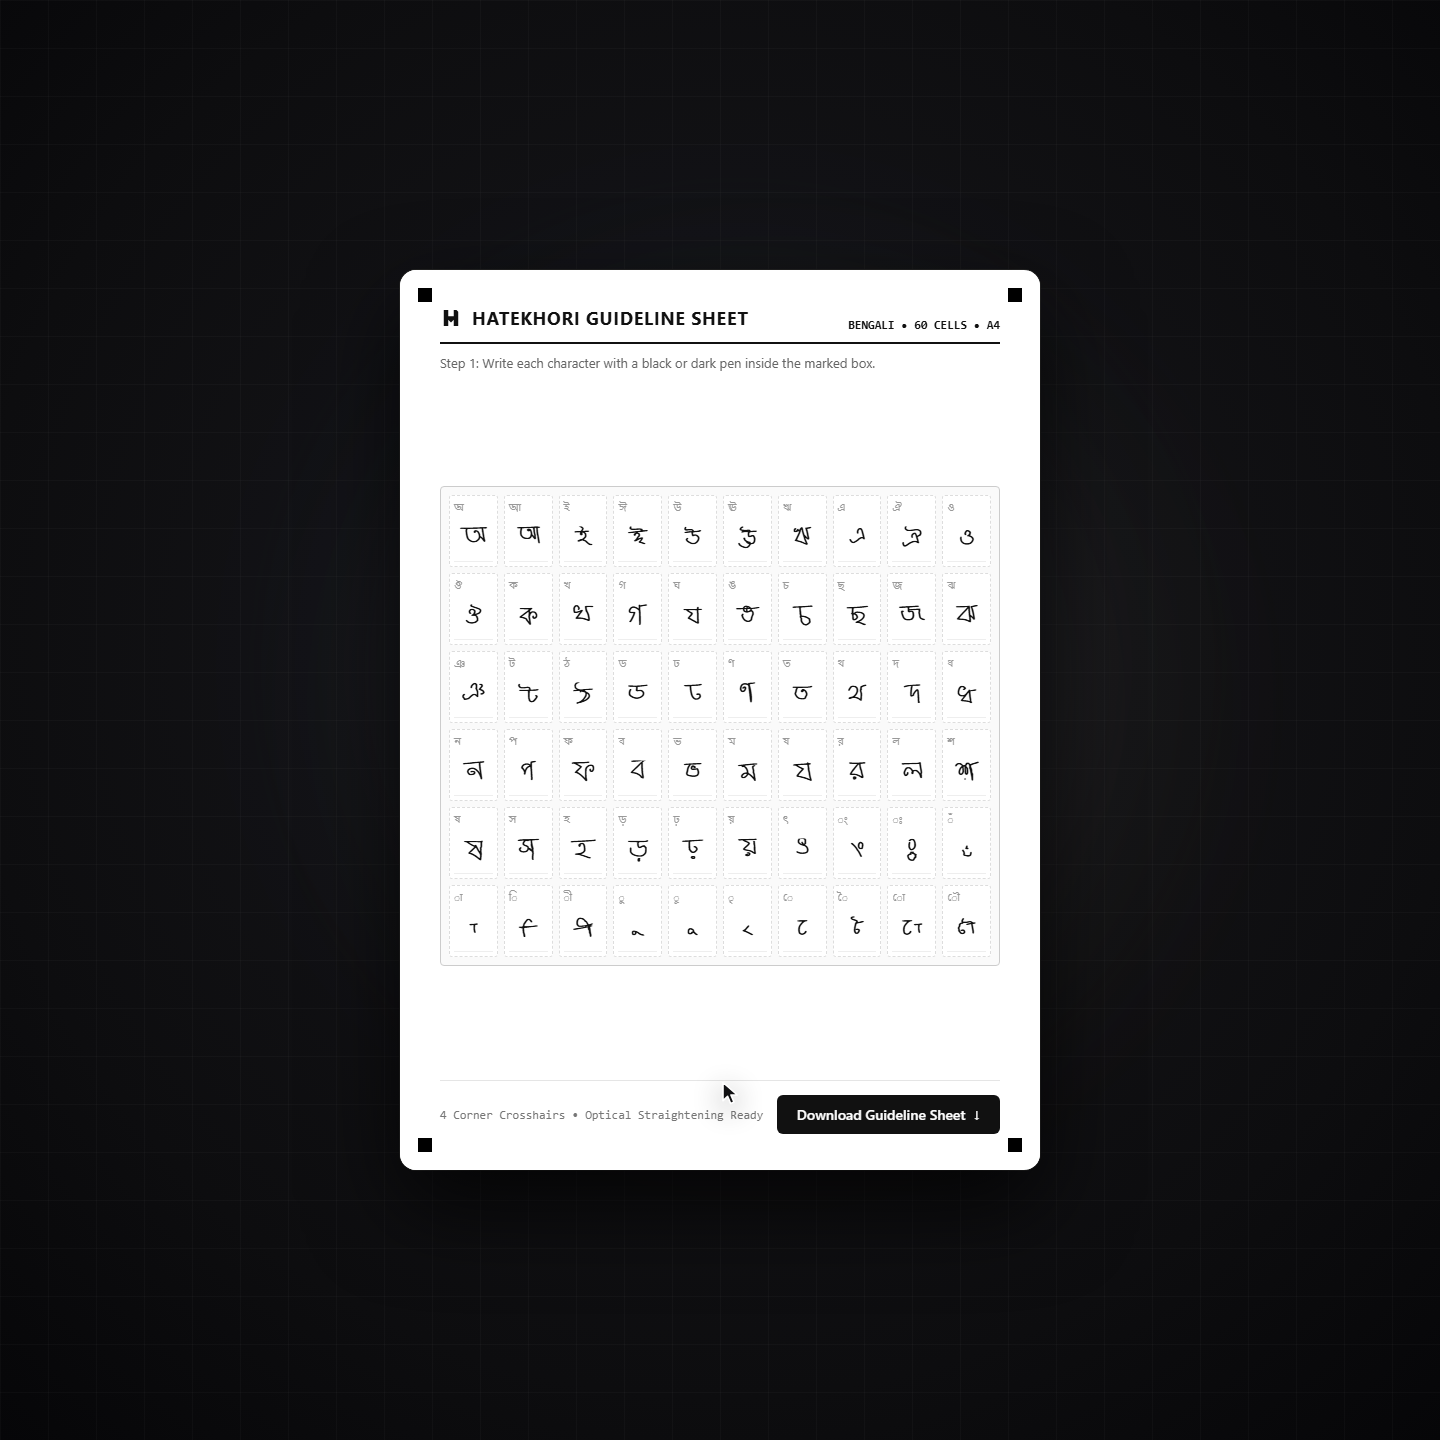 HATEKHORI GUIDELINE SHEET
BENGALI • 60 CELLS • A4
Step 1: Write each character with a black or dark pen inside the marked box.
অ আ ই ঈ উ ঊ ঋ এ ঐ ও
অ আ ই ঈ উ ঊ ঋ এ ঐ ও
ঔ ক খ গ ঘ ঙ চ ছ জ ঝ
ঔ ক খ গ ঘ ঙ চ ছ জ ঝ
ঞ ট ঠ ড ঢ ণ ত থ দ ধ
ঞ ট ঠ ড ঢ ণ ত থ দ ধ
ন প ফ ব ভ ম য র ল শ
ন প ফ ব ভ ম য র ল শ
ষ স হ ড় ঢ় য় ৎ ং ঃ ঁ
ষ স হ ড় ঢ় য় ৎ ং ঃ ঁ
া ি ী ু ূ ৃ ে ৈ ো ৌ
া ি ী ু ূ ৃ ে ৈ ো ৌ
4 Corner Crosshairs • Optical Straightening Ready
Download Guideline Sheet ↓